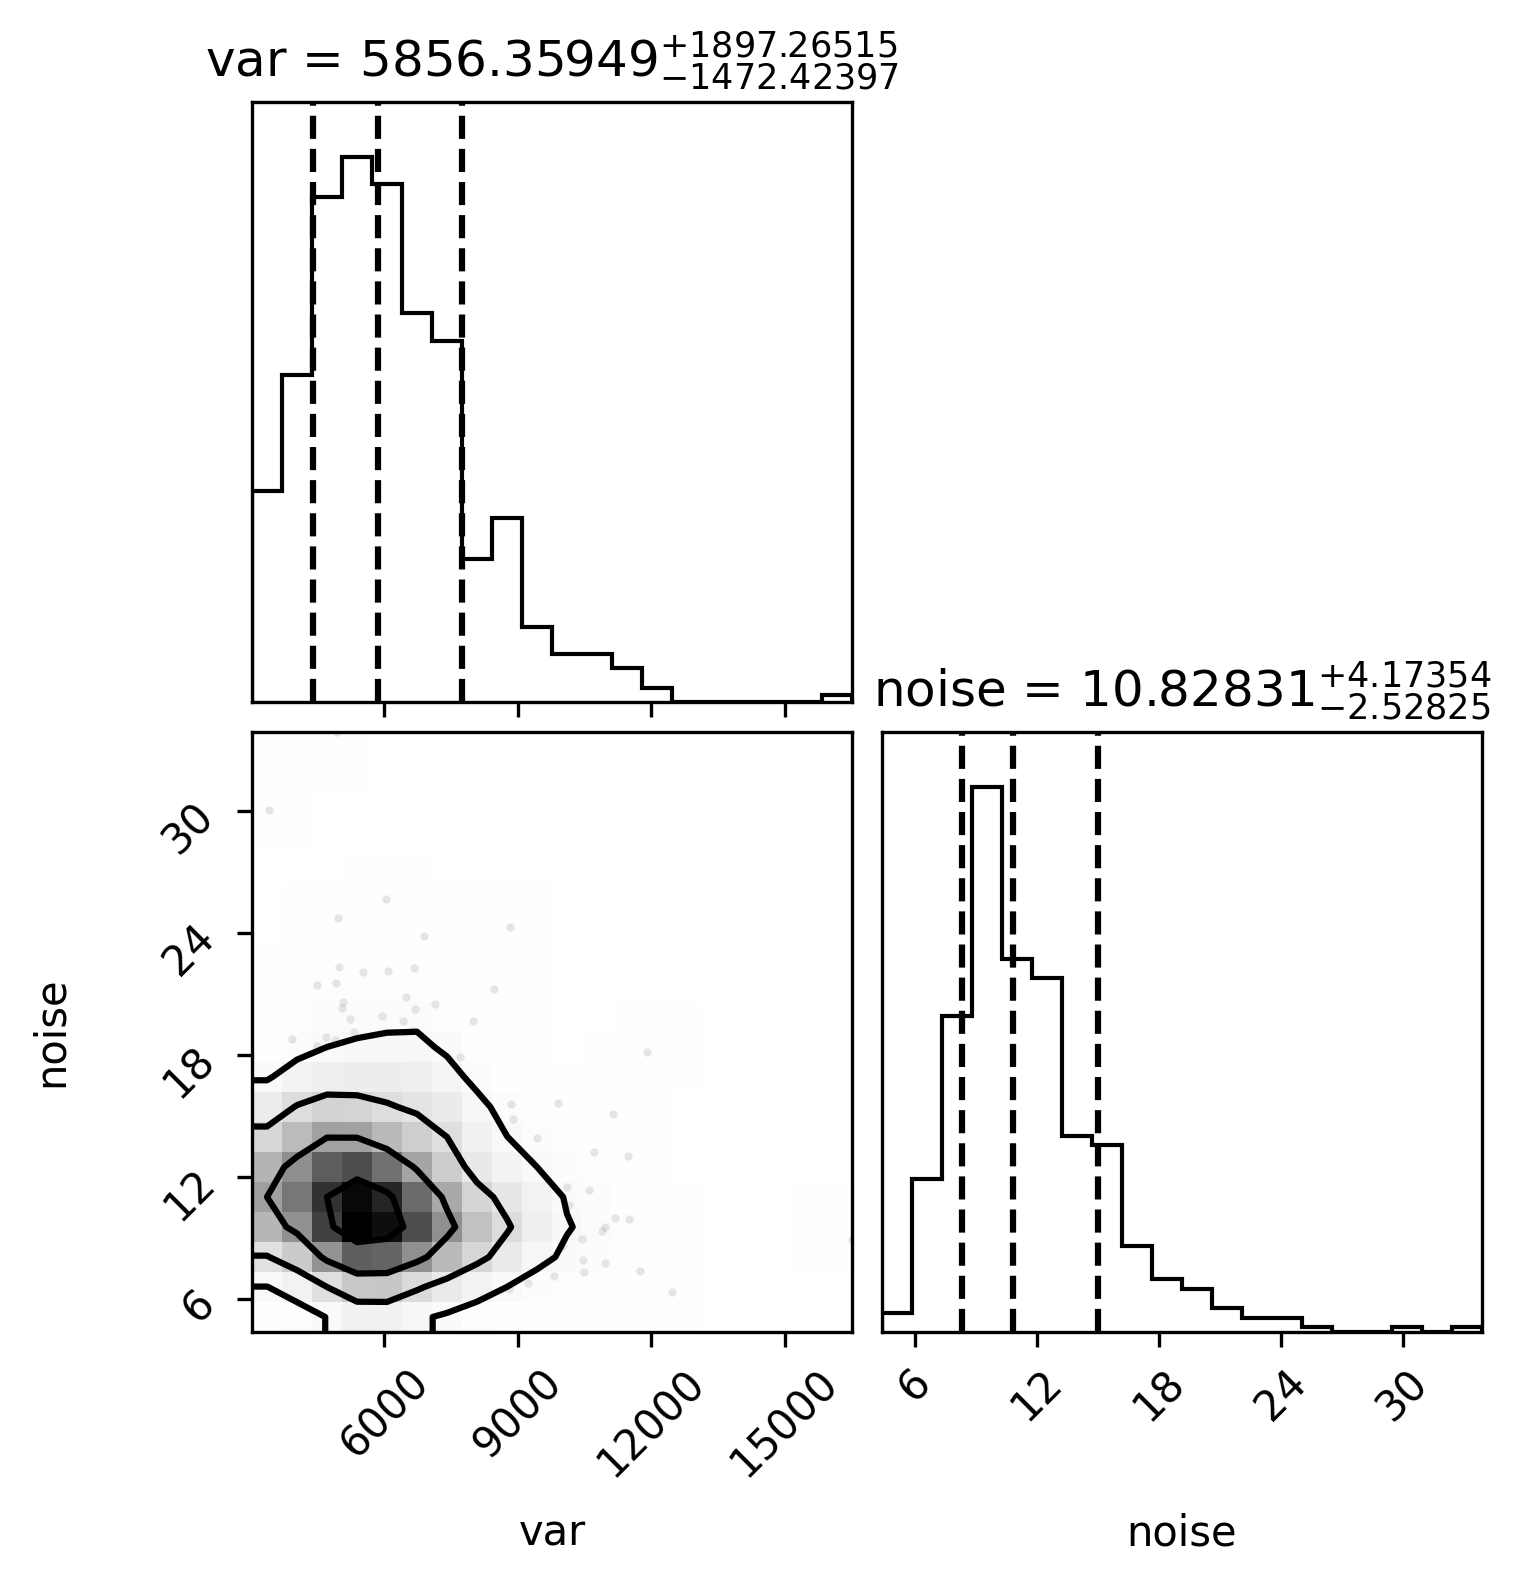 var = 5856.35949+1897.26515−1472.42397
noise = 10.82831+4.17354−2.52825
30
24
18
12
6
noise
6000 9000 12000 15000
6 12 18 24 30
var
noise